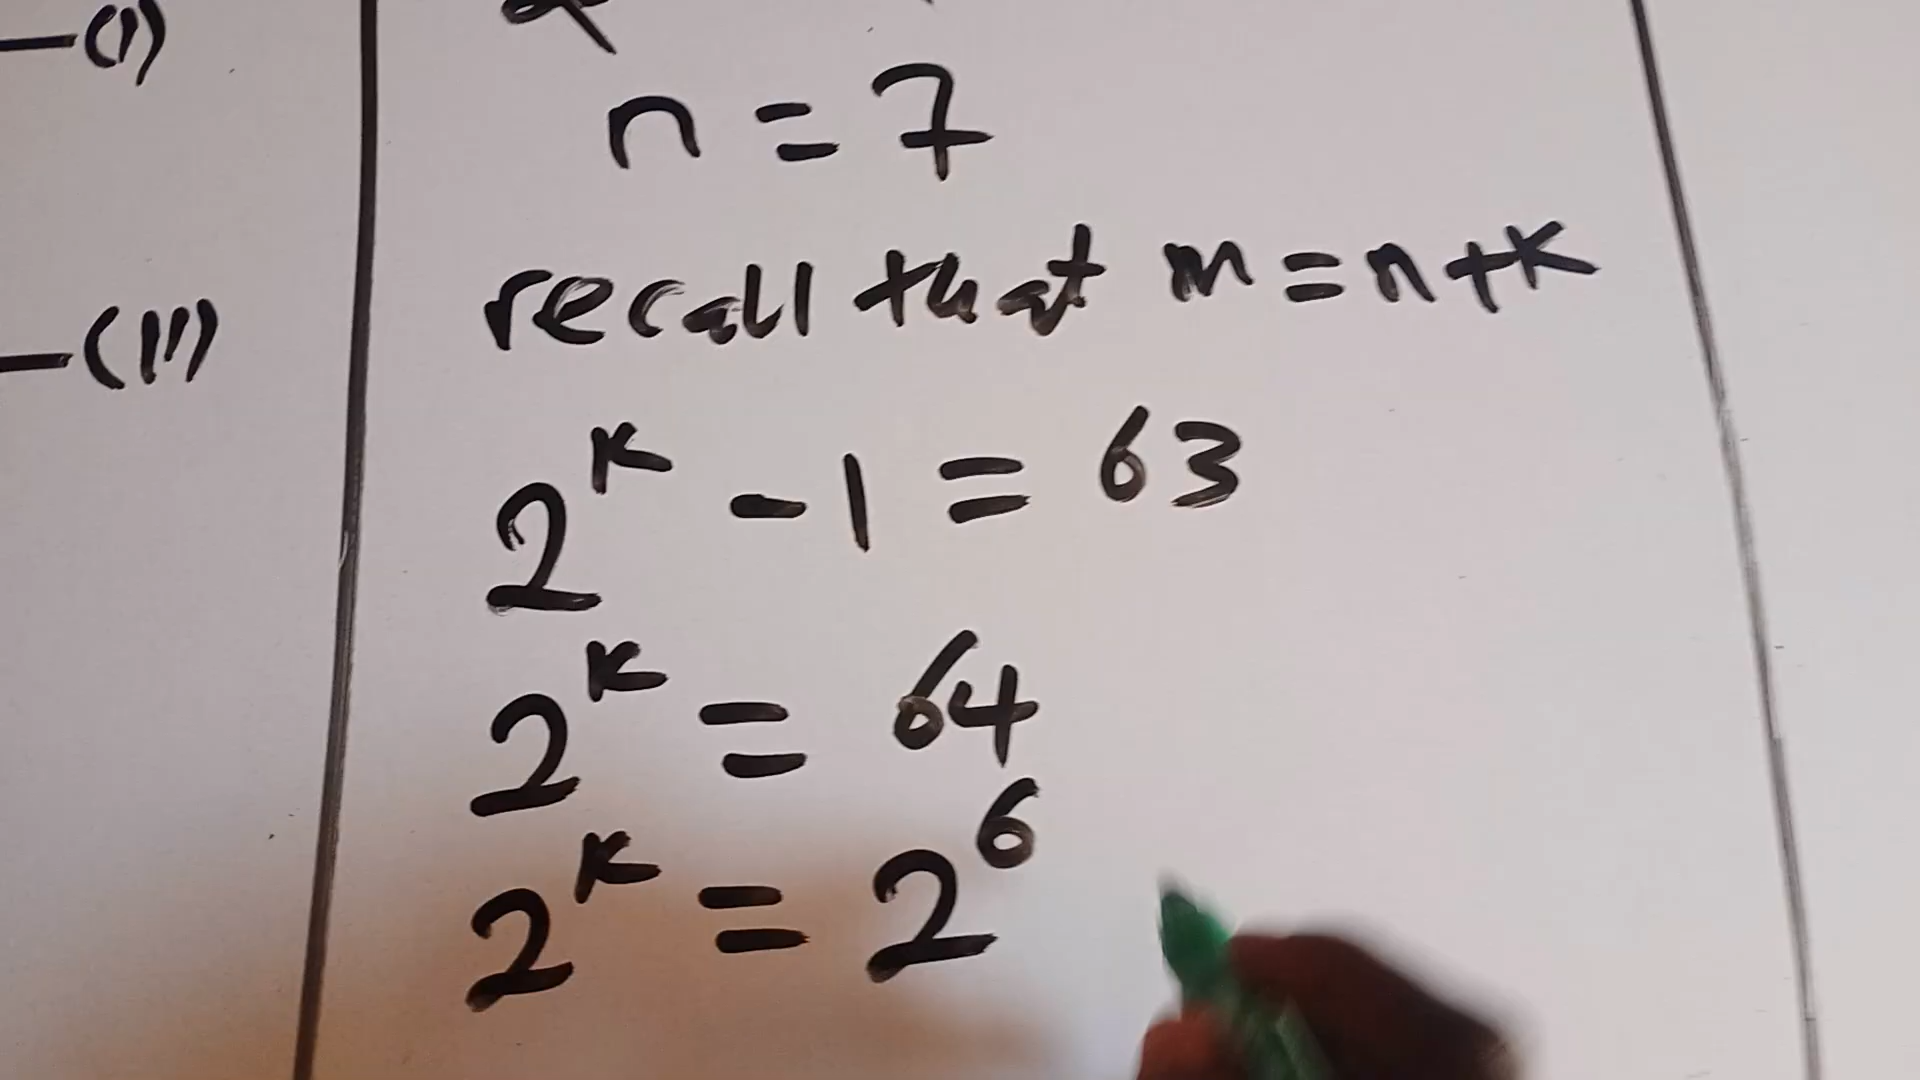 —(I)
—(II)
n = 7
recall that m = n + k
2^k - 1 = 63
2^k = 64
2^k = 2^6